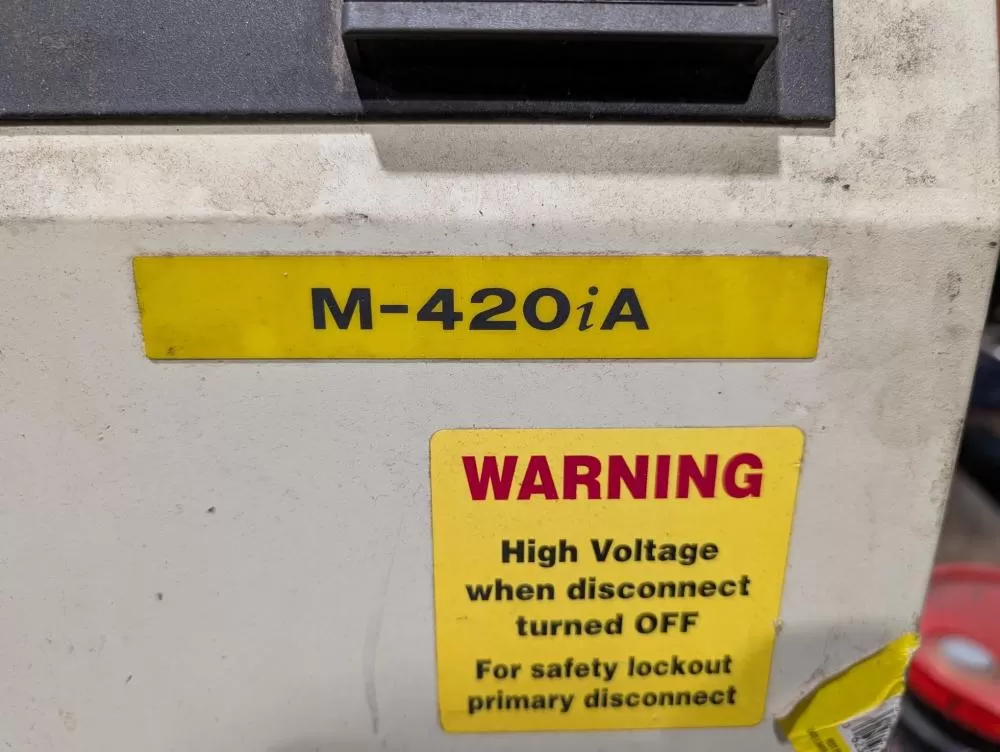 M-420iA
WARNING
High Voltage
when disconnect
turned OFF
For safety lockout
primary disconnect